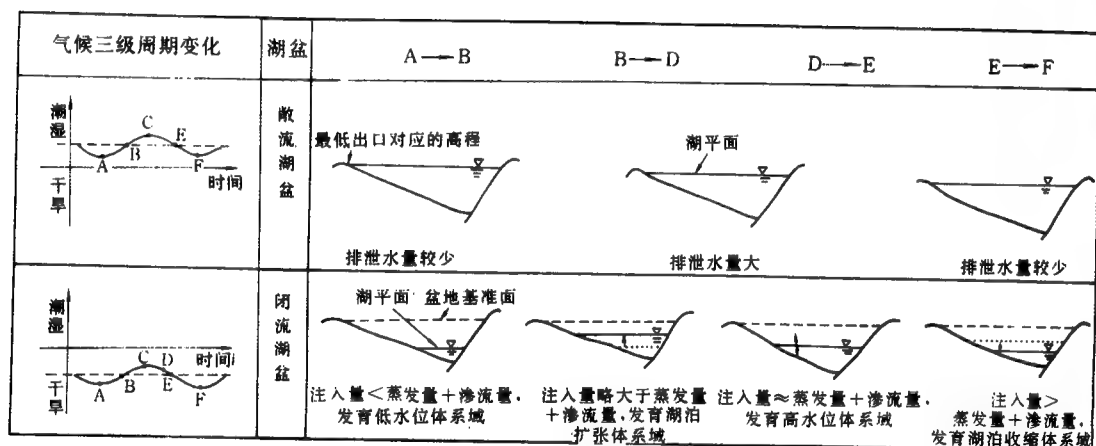 气候三级周期变化
湖盆
A→B
B→D
D→E
E→F
潮湿
干旱
A
B
C
E
F
时间
敞流湖盆
最低出口对应的高程
湖平面
排泄水量较少
排泄水量大
排泄水量较少
潮湿
干旱
A
B
C
D
E
F
时间
闭流湖盆
湖平面 盆地基准面
注入量<蒸发量+渗流量,
发育低水位体系域
注入量略大于蒸发量
+渗流量,发育湖泊
扩张体系域
注入量≈蒸发量+渗流量,
发育高水位体系域
注入量>
蒸发量+渗流量,
发育湖泊收缩体系域